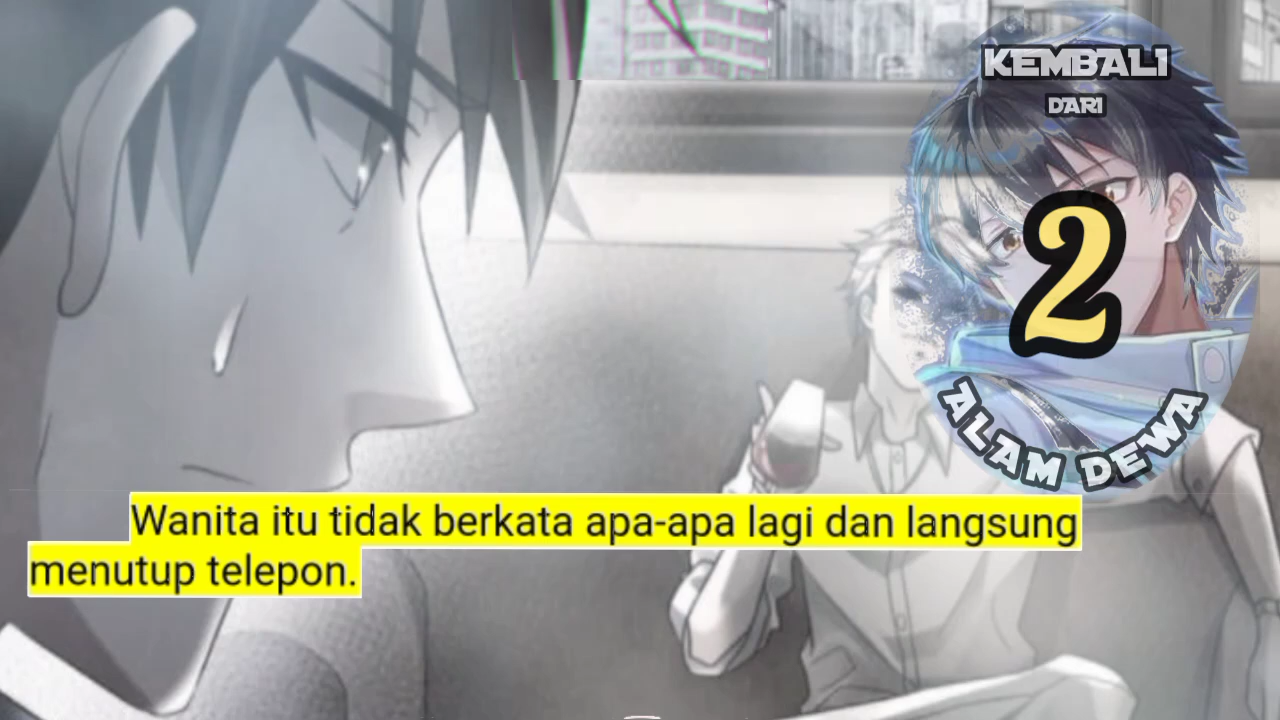 KEMBALI
DARI
2
ALAM DEWA
Wanita itu tidak berkata apa-apa lagi dan langsung
menutup telepon.